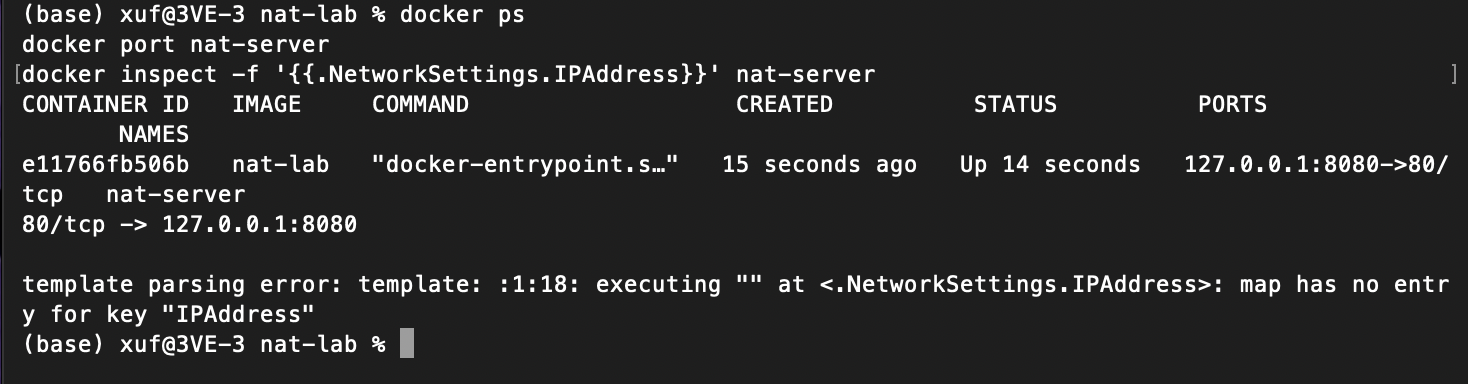 (base) xuf@3VE-3 nat-lab % docker ps
docker port nat-server
[docker inspect -f '{{.NetworkSettings.IPAddress}}' nat-server ]
CONTAINER ID   IMAGE     COMMAND                  CREATED          STATUS          PORTS
       NAMES
e11766fb506b   nat-lab   "docker-entrypoint.s…"   15 seconds ago   Up 14 seconds   127.0.0.1:8080->80/
tcp   nat-server
80/tcp -> 127.0.0.1:8080
template parsing error: template: :1:18: executing "" at <.NetworkSettings.IPAddress>: map has no entr
y for key "IPAddress"
(base) xuf@3VE-3 nat-lab %